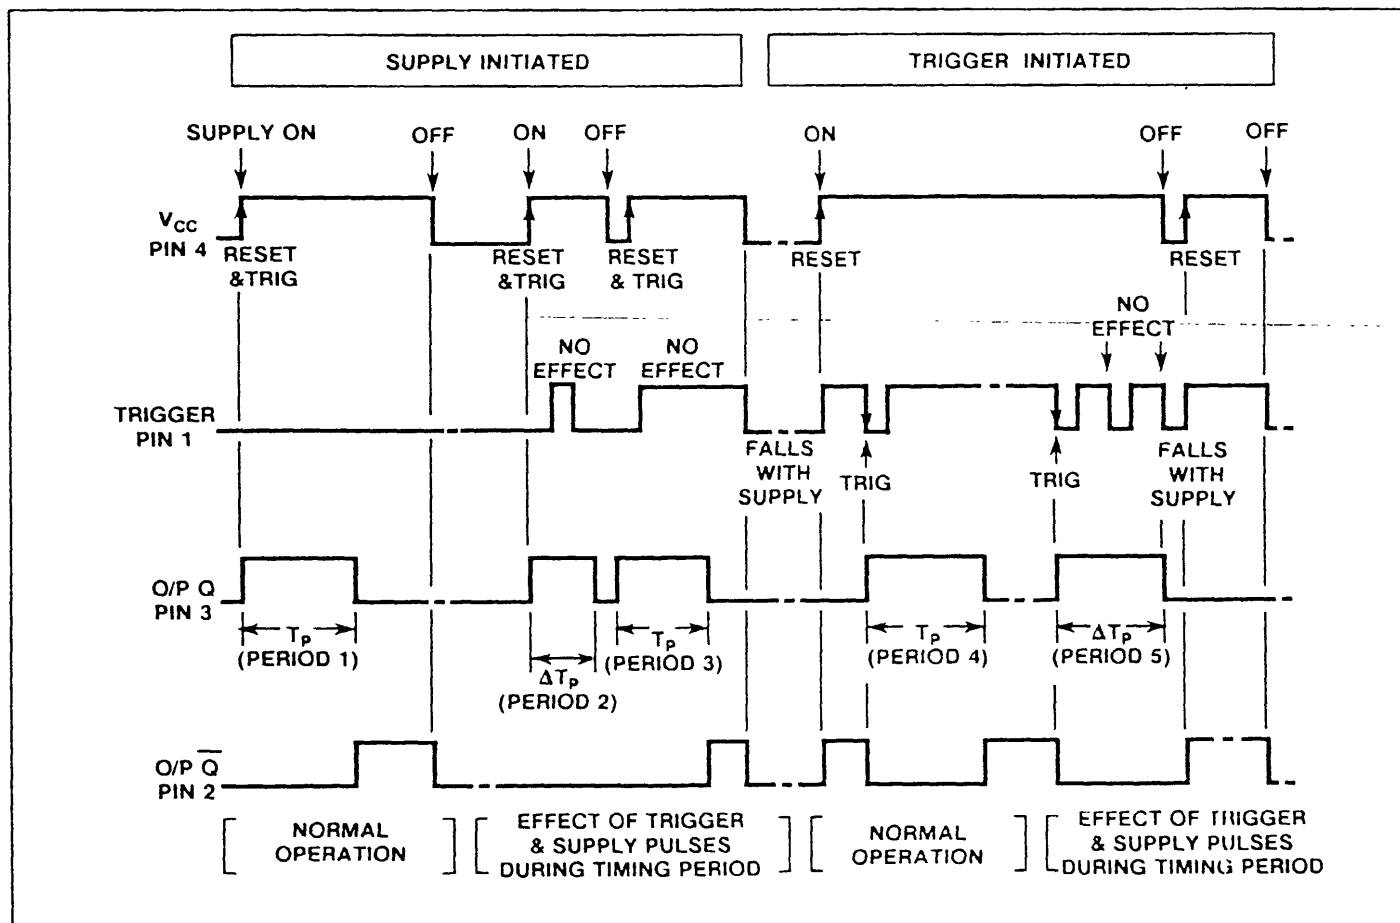 SUPPLY INITIATED
TRIGGER INITIATED
SUPPLY ON
OFF
ON
OFF
ON
OFF
OFF
VCC
PIN 4
RESET
&TRIG
RESET
&TRIG
RESET
& TRIG
RESET
RESET
NO
EFFECT
NO
EFFECT
NO
EFFECT
TRIGGER
PIN 1
FALLS
WITH
SUPPLY
TRIG
TRIG
FALLS
WITH
SUPPLY
O/P Q
PIN 3
TP
(PERIOD 1)
ΔTP
(PERIOD 2)
TP
(PERIOD 3)
TP
(PERIOD 4)
ΔTP
(PERIOD 5)
O/P Q̅
PIN 2
NORMAL
OPERATION
EFFECT OF TRIGGER
& SUPPLY PULSES
DURING TIMING PERIOD
NORMAL
OPERATION
EFFECT OF TRIGGER
& SUPPLY PULSES
DURING TIMING PERIOD